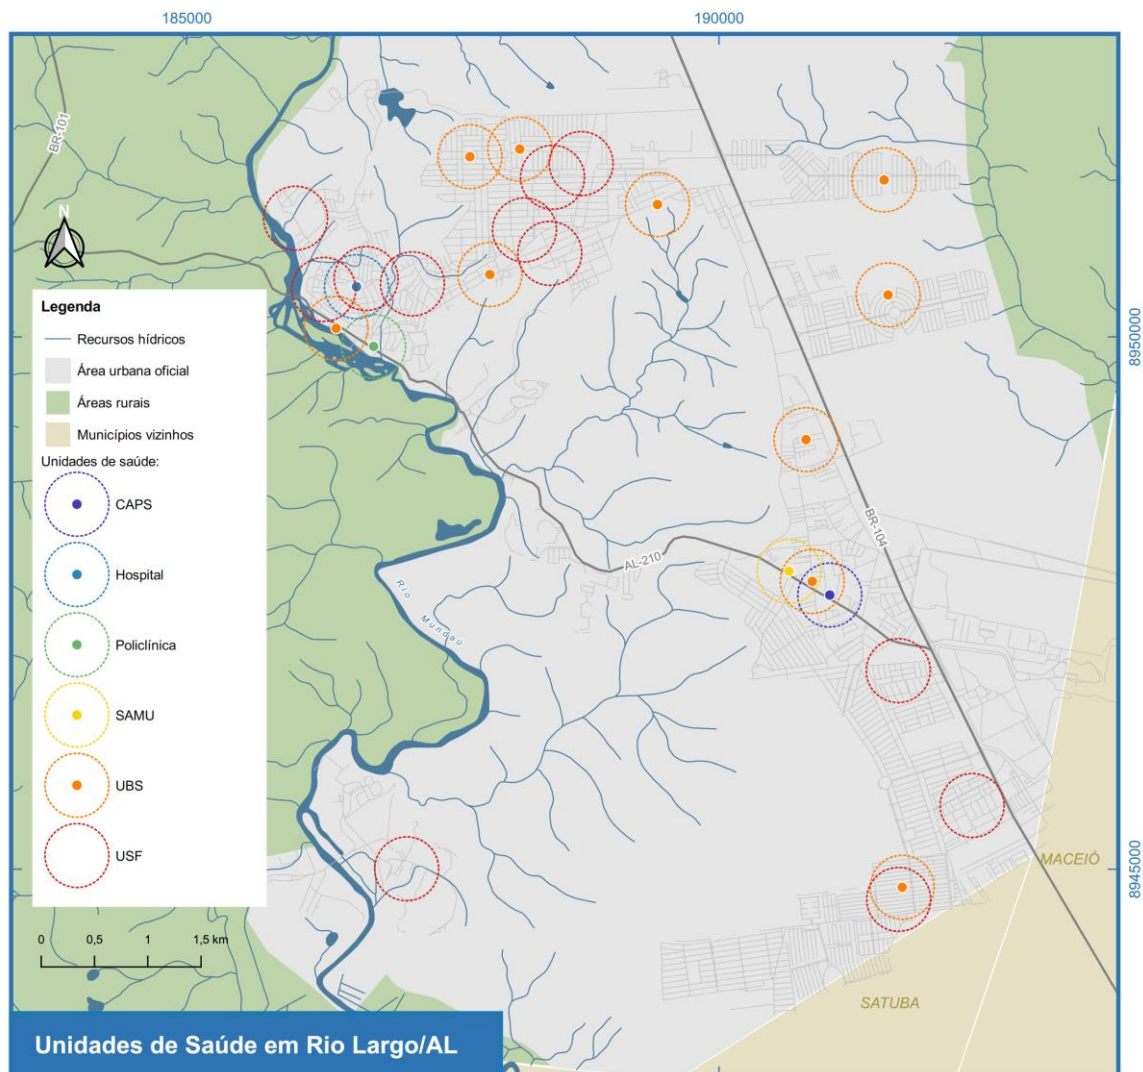 185000
190000
BR-101
N
Legenda
Recursos hídricos
Área urbana oficial
Áreas rurais
Municípios vizinhos
Unidades de saúde:
CAPS
Hospital
Policlínica
SAMU
UBS
USF
0 0,5 1 1,5 km
8950000
BR-104
AL-210
Rio Mundaú
8945000
MACEIÓ
SATUBA
Unidades de Saúde em Rio Largo/AL